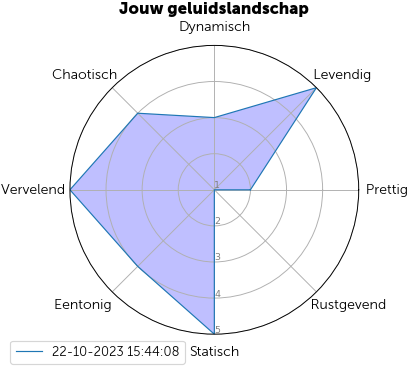 Jouw geluidslandschap
Dynamisch
Chaotisch
Levendig
Vervelend
1
Prettig
2
3
4
Eentonig
Rustgevend
5
22-10-2023 15:44:08
Statisch